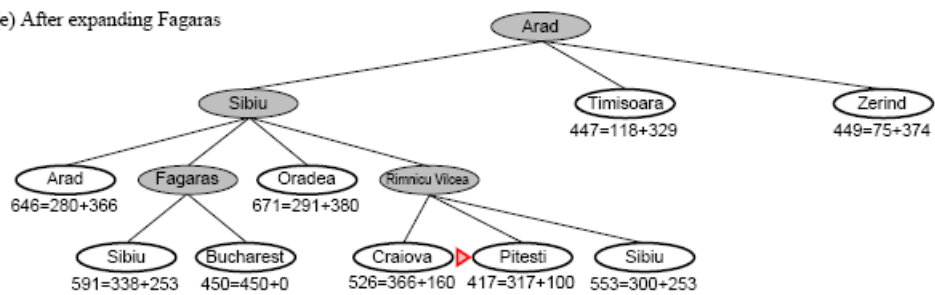 e) After expanding Fagaras
Arad
Sibiu
Timisoara
Zerind
447=118+329
449=75+374
Arad
Fagaras
Oradea
Rimnicu Vilcea
646=280+366
671=291+380
Sibiu
Bucharest
Craiova
Pitesti
Sibiu
591=338+253
450=450+0
526=366+160
417=317+100
553=300+253